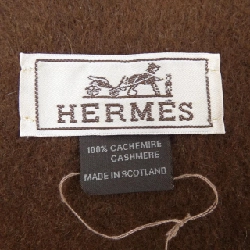 HERMÈS
100% CACHEMIRE
CASHMERE
MADE IN SCOTLAND